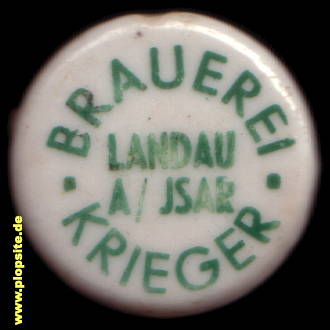 BRAUEREI
LANDAU
A/ JSAR
• KRIEGER •
www.plopsite.de